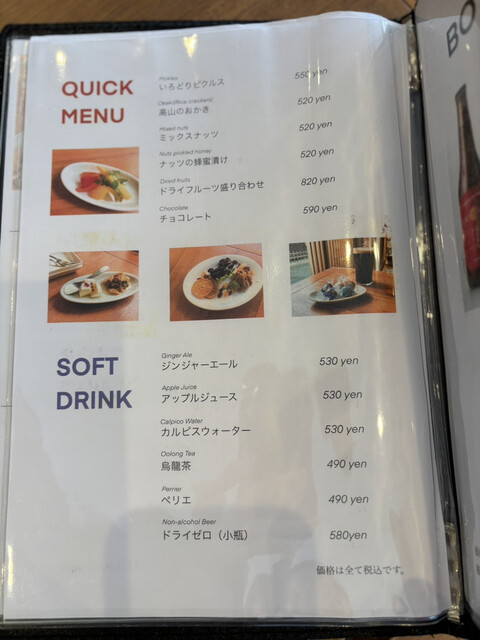 QUICK
MENU
Pickles
いろどりピクルス 550 yen
Okaki(Rice crackers)
高山のおかき 520 yen
Mixed nuts
ミックスナッツ 520 yen
Nuts pickled honey
ナッツの蜂蜜漬け 520 yen
Dried fruits
ドライフルーツ盛り合わせ 820 yen
Chocolate
チョコレート 590 yen
SOFT
DRINK
Ginger Ale
ジンジャーエール 530 yen
Apple Juice
アップルジュース 530 yen
Calpico Water
カルピスウォーター 530 yen
Oolong Tea
烏龍茶 490 yen
Perrier
ペリエ 490 yen
Non-alcohol Beer
ドライゼロ（小瓶） 580yen
価格は全て税込です。
BO